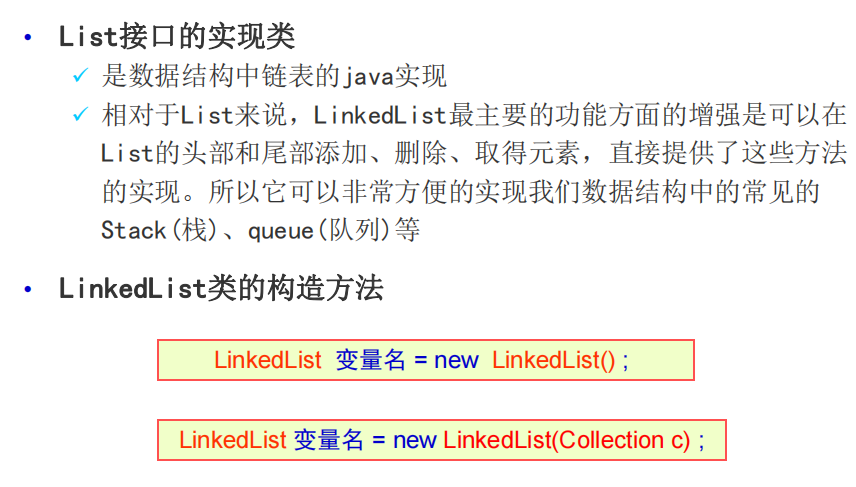 • List接口的实现类
✓ 是数据结构中链表的java实现
✓ 相对于List来说，LinkedList最主要的功能方面的增强是可以在
List的头部和尾部添加、删除、取得元素，直接提供了这些方法
的实现。所以它可以非常方便的实现我们数据结构中的常见的
Stack(栈)、queue(队列)等
• LinkedList类的构造方法
LinkedList 变量名 = new LinkedList() ;
LinkedList 变量名 = new LinkedList(Collection c) ;